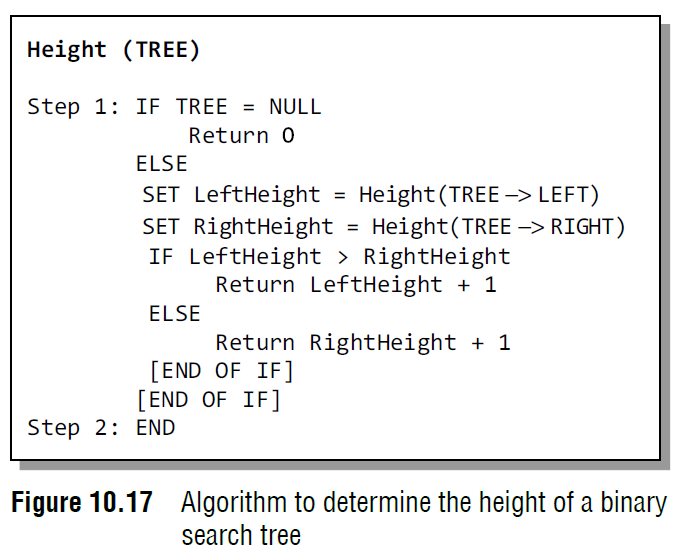 Height (TREE)
Step 1: IF TREE = NULL
Return 0
ELSE
SET LeftHeight = Height(TREE –> LEFT)
SET RightHeight = Height(TREE –> RIGHT)
IF LeftHeight > RightHeight
Return LeftHeight + 1
ELSE
Return RightHeight + 1
[END OF IF]
[END OF IF]
Step 2: END
Figure 10.17 Algorithm to determine the height of a binary
search tree